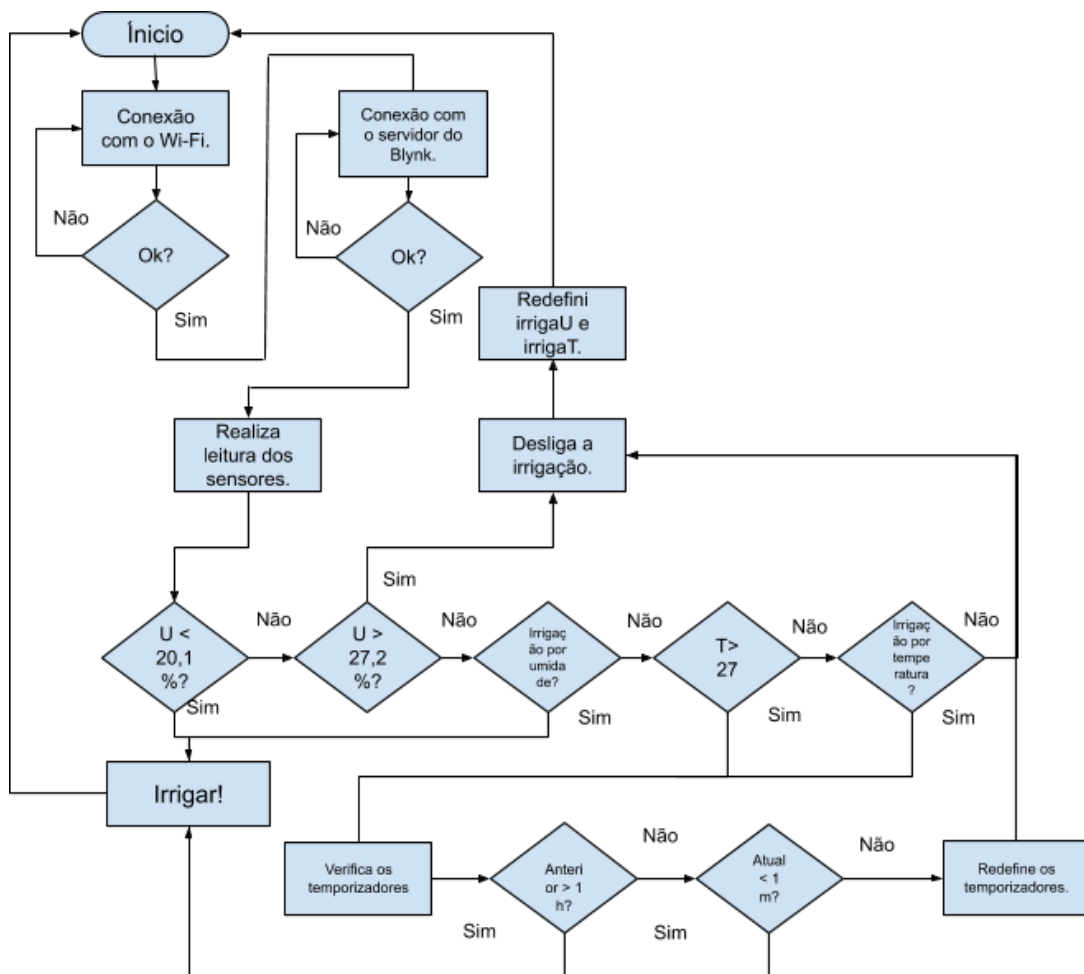 Ínicio
Conexão
com o Wi-Fi.
Conexão com
o servidor do
Blynk.
Não
Ok?
Sim
Não
Ok?
Sim
Redefini
irrigaU e
irrigaT.
Realiza
leitura dos
sensores.
Desliga a
irrigação.
U <
20,1
%?
Sim
Não
U >
27,2
%?
Sim
Não
Irrigaç
ão por
umida
de?
Sim
Não
T>
27
Sim
Não
Irrigaç
ão por
tempe
ratura
?
Sim
Não
Irrigar!
Verifica os
temporizadores
Anteri
or > 1
h?
Sim
Não
Atual
< 1
m?
Sim
Não
Redefine os
temporizadores.